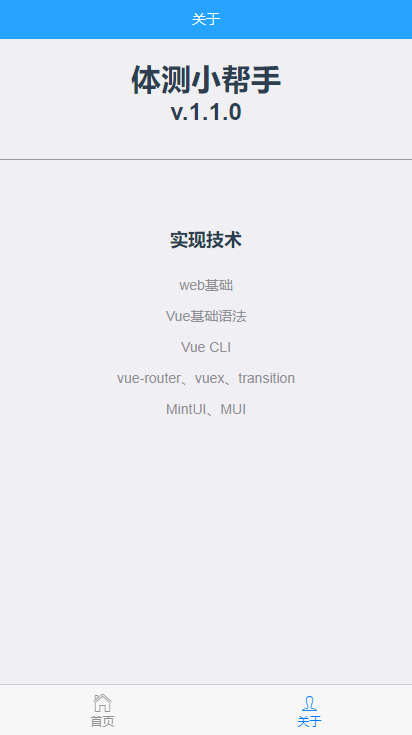 关于
体测小帮手
v.1.1.0
实现技术
web基础
Vue基础语法
Vue CLI
vue-router、vuex、transition
MintUI、MUI
首页
关于